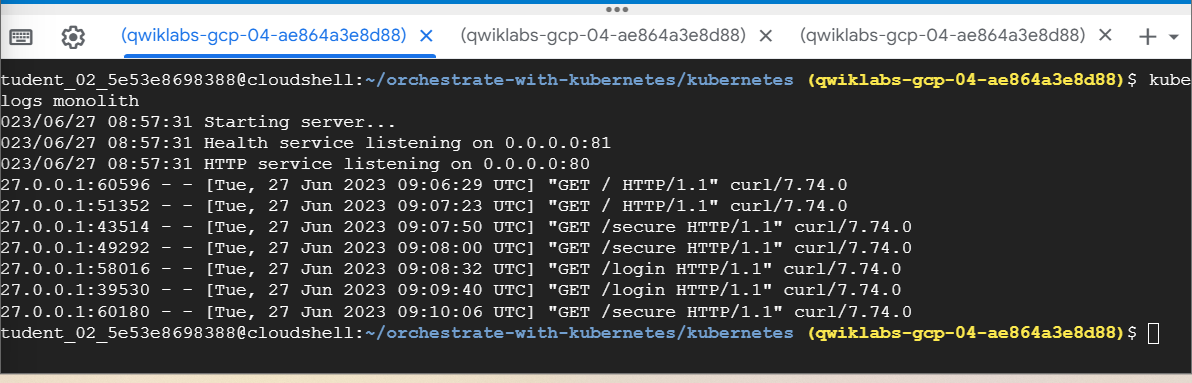 (qwiklabs-gcp-04-ae864a3e8d88) (qwiklabs-gcp-04-ae864a3e8d88) (qwiklabs-gcp-04-ae864a3e8d88)
tudent_02_5e53e8698388@cloudshell:~/orchestrate-with-kubernetes/kubernetes (qwiklabs-gcp-04-ae864a3e8d88)$ kube
logs monolith
023/06/27 08:57:31 Starting server...
023/06/27 08:57:31 Health service listening on 0.0.0.0:81
023/06/27 08:57:31 HTTP service listening on 0.0.0.0:80
27.0.0.1:60596 - - [Tue, 27 Jun 2023 09:06:29 UTC] "GET / HTTP/1.1" curl/7.74.0
27.0.0.1:51352 - - [Tue, 27 Jun 2023 09:07:23 UTC] "GET / HTTP/1.1" curl/7.74.0
27.0.0.1:43514 - - [Tue, 27 Jun 2023 09:07:50 UTC] "GET /secure HTTP/1.1" curl/7.74.0
27.0.0.1:49292 - - [Tue, 27 Jun 2023 09:08:00 UTC] "GET /secure HTTP/1.1" curl/7.74.0
27.0.0.1:58016 - - [Tue, 27 Jun 2023 09:08:32 UTC] "GET /login HTTP/1.1" curl/7.74.0
27.0.0.1:39530 - - [Tue, 27 Jun 2023 09:09:40 UTC] "GET /login HTTP/1.1" curl/7.74.0
27.0.0.1:60180 - - [Tue, 27 Jun 2023 09:10:06 UTC] "GET /secure HTTP/1.1" curl/7.74.0
tudent_02_5e53e8698388@cloudshell:~/orchestrate-with-kubernetes/kubernetes (qwiklabs-gcp-04-ae864a3e8d88)$